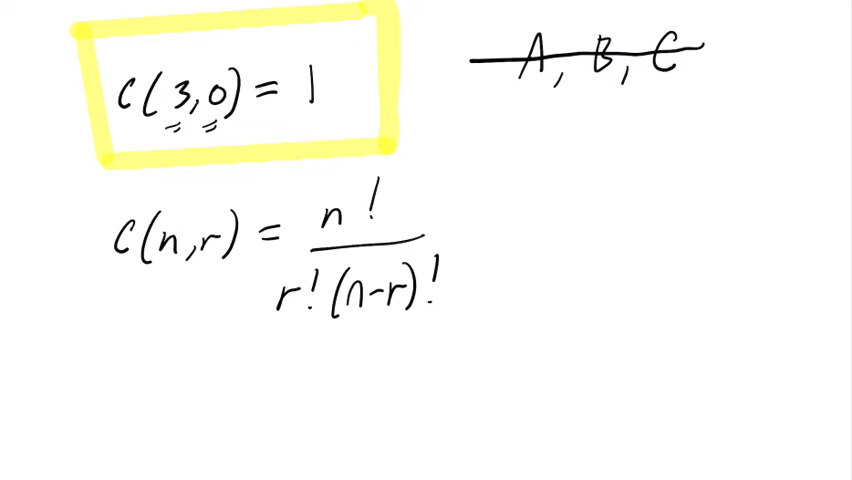 C(3,0) = 1
A, B, C
C(n,r) = n!
r!(n-r)!